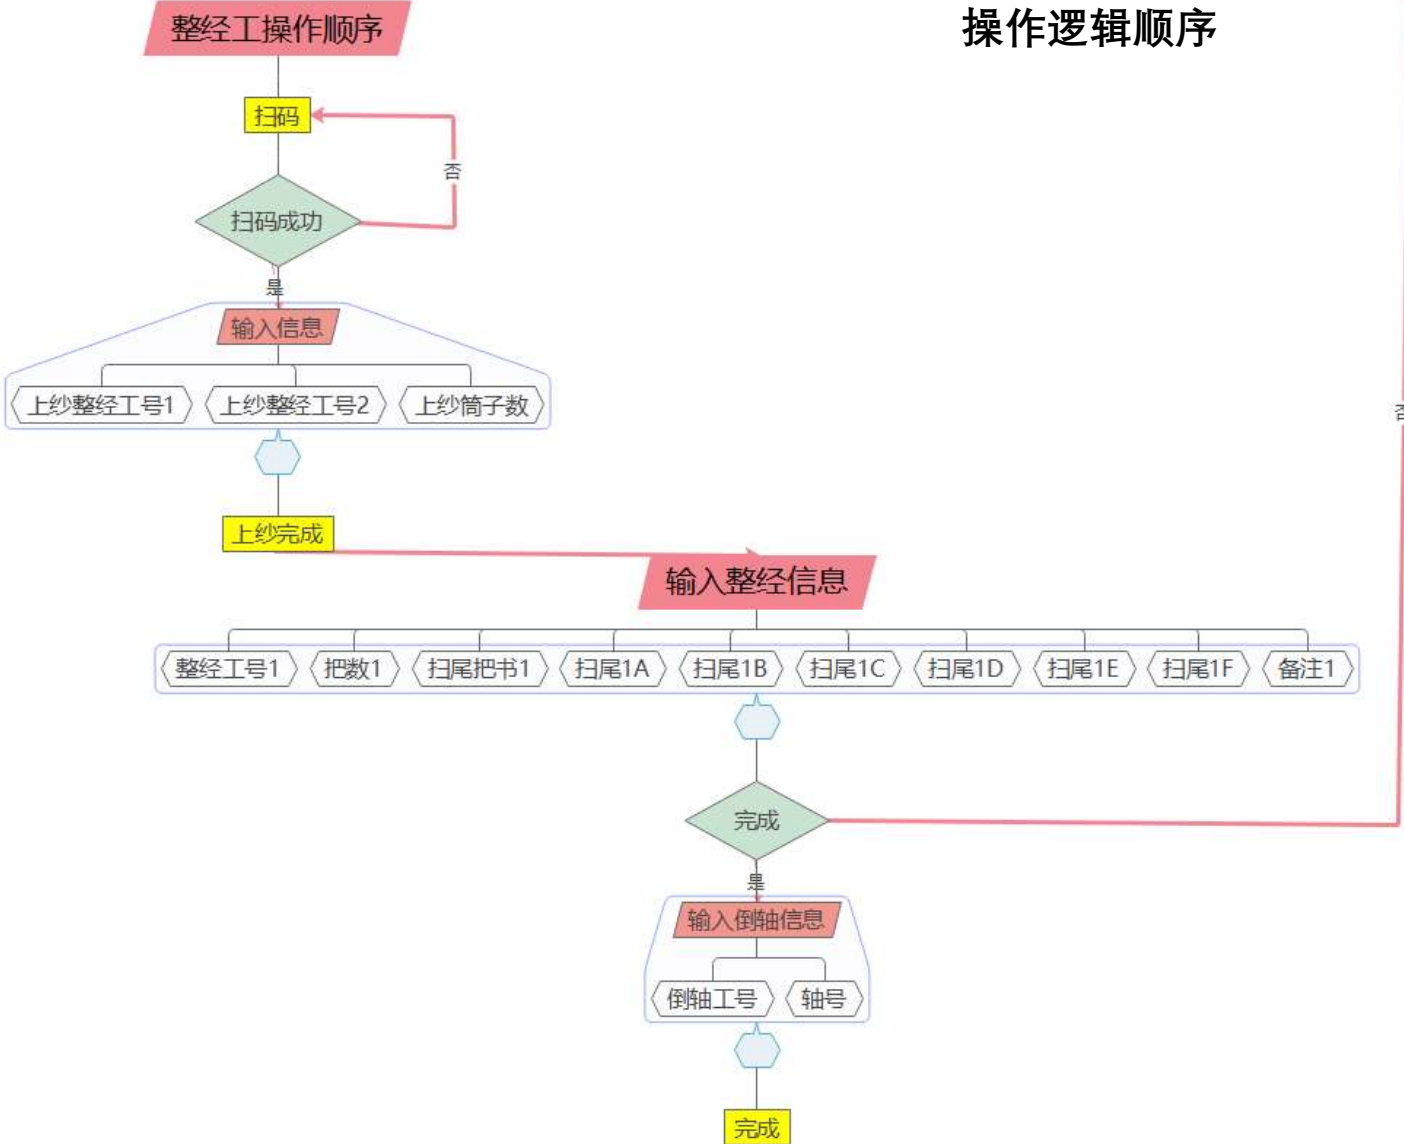 整经工操作顺序
操作逻辑顺序
扫码
否
扫码成功
是
输入信息
上纱整经工号1
上纱整经工号2
上纱筒子数
否
上纱完成
输入整经信息
整经工号1
把数1
扫尾把书1
扫尾1A
扫尾1B
扫尾1C
扫尾1D
扫尾1E
扫尾1F
备注1
完成
是
输入倒轴信息
倒轴工号
轴号
完成